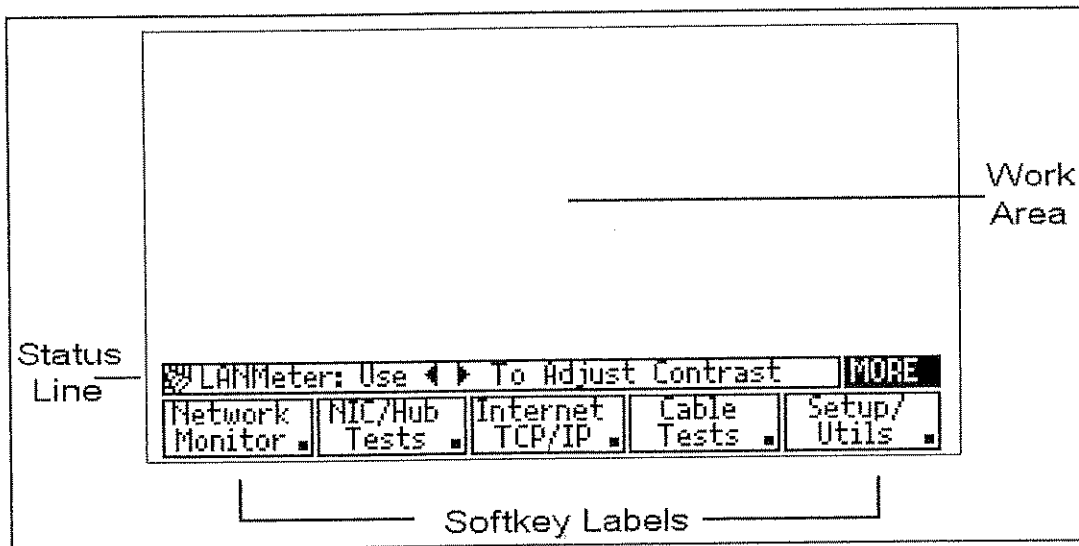 Work
Area
Status
Line
LANMeter: Use ◀ ▶ To Adjust Contrast MORE
Network
Monitor
NIC/Hub
Tests
Internet
TCP/IP
Cable
Tests
Setup/
Utils
Softkey Labels